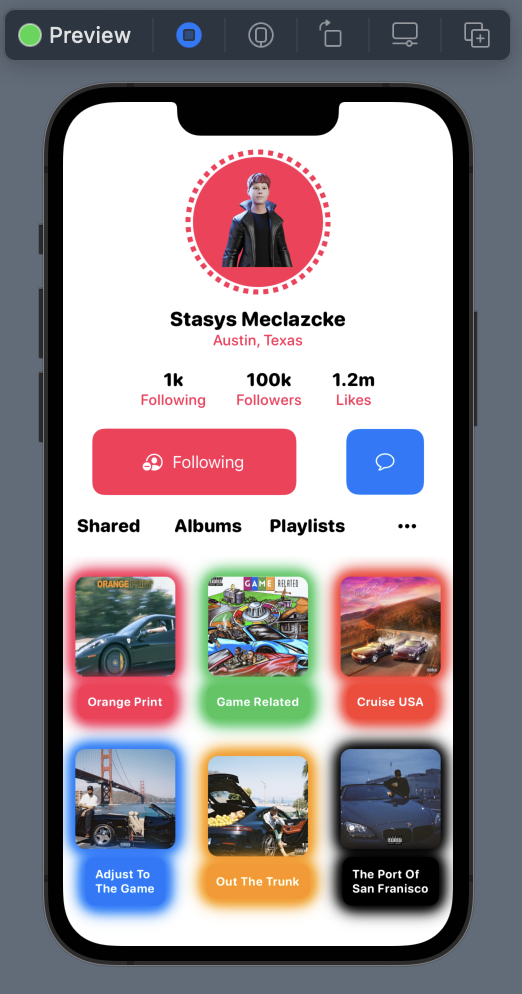 Preview
Stasys Meclazcke
Austin, Texas
1k 100k 1.2m
Following Followers Likes
Following
Shared Albums Playlists
ORANGE PRINT
GAME RELATED
Orange Print Game Related Cruise USA
Adjust To
The Game
Out The Trunk
The Port Of
San Franisco